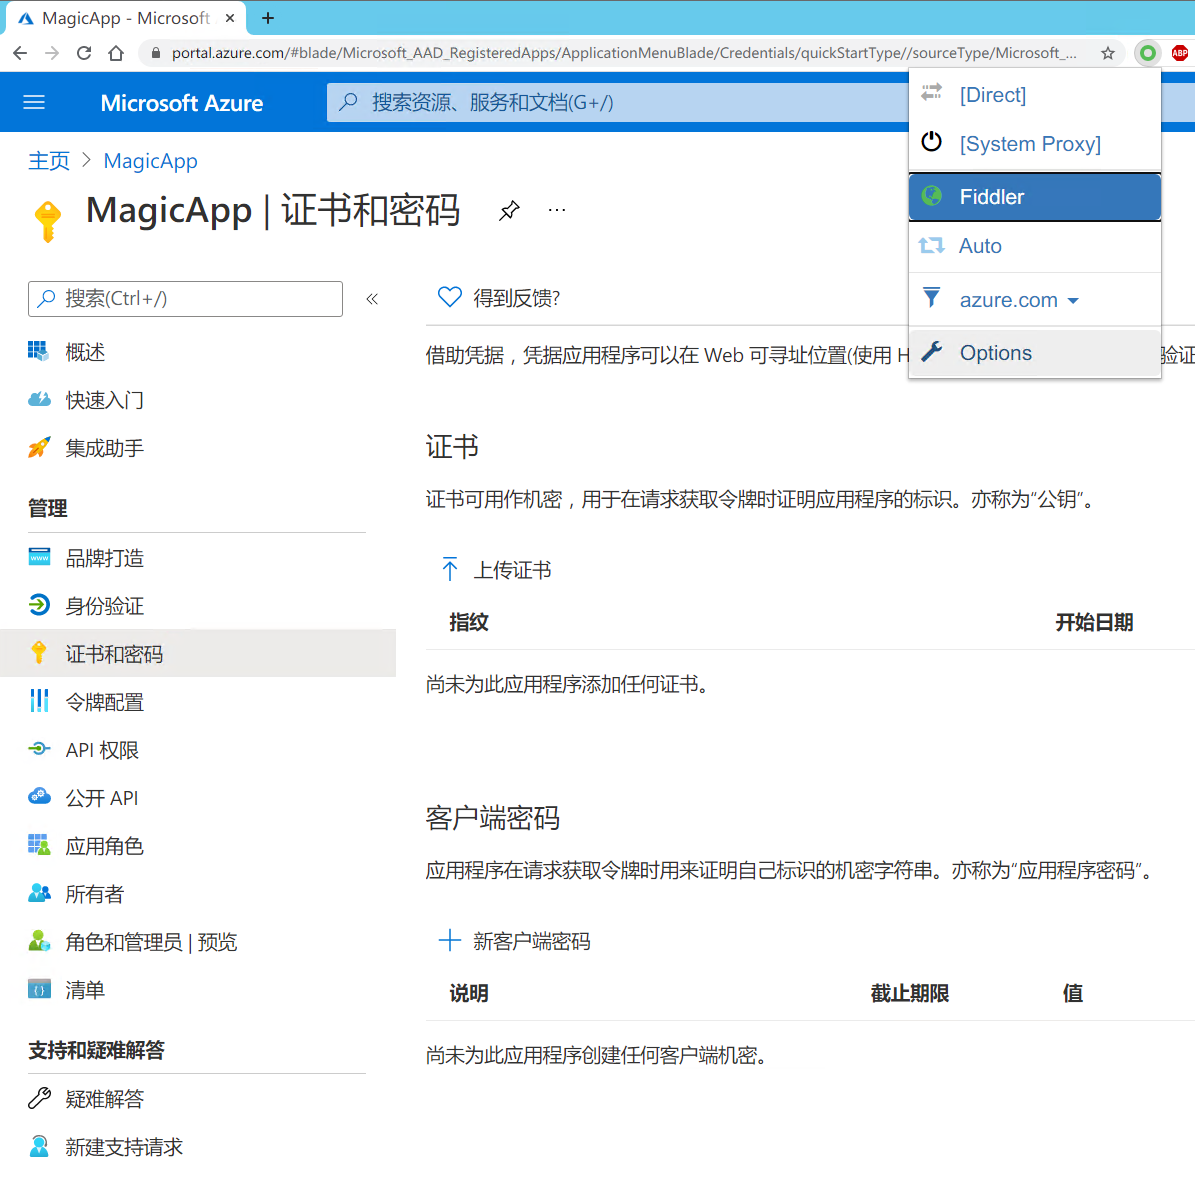 MagicApp - Microsoft
portal.azure.com/#blade/Microsoft_AAD_RegisteredApps/ApplicationMenuBlade/Credentials/quickStartType//sourceType/Microsoft_...
ABP
Microsoft Azure
搜索资源、服务和文档(G+/)
[Direct]
[System Proxy]
Fiddler
Auto
azure.com
Options
主页 > MagicApp
MagicApp | 证书和密码
...
搜索(Ctrl+/)
«
概述
快速入门
集成助手
管理
品牌打造
身份验证
证书和密码
令牌配置
API 权限
公开 API
应用角色
所有者
角色和管理员 | 预览
清单
支持和疑难解答
疑难解答
新建支持请求
得到反馈?
借助凭据，凭据应用程序可以在 Web 可寻址位置(使用 H
验证
证书
证书可用作机密，用于在请求获取令牌时证明应用程序的标识。亦称为“公钥”。
上传证书
指纹 开始日期
尚未为此应用程序添加任何证书。
客户端密码
应用程序在请求获取令牌时用来证明自己标识的机密字符串。亦称为“应用程序密码”。
新客户端密码
说明 截止期限 值
尚未为此应用程序创建任何客户端机密。